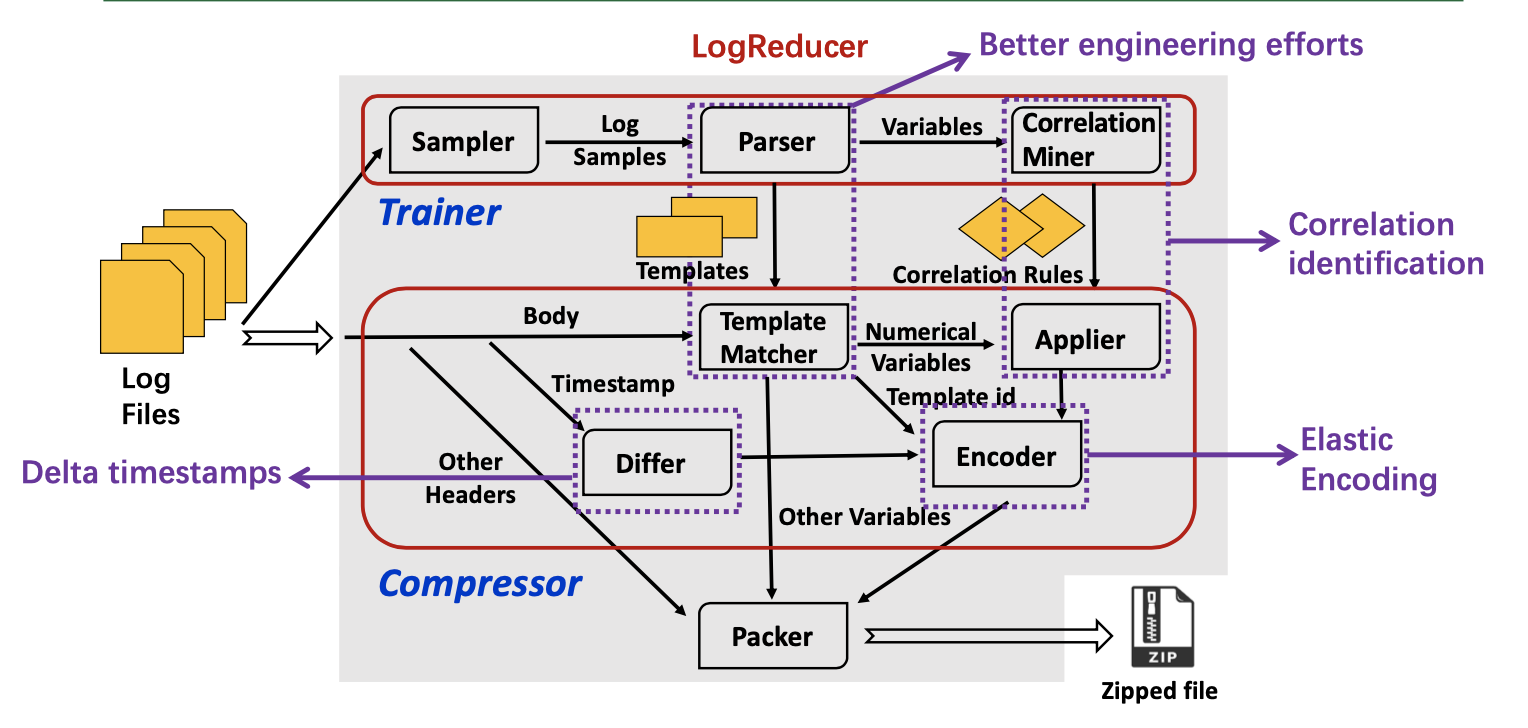 LogReducer
Better engineering efforts
Sampler
Log
Samples
Parser
Variables
Correlation
Miner
Trainer
Templates
Correlation Rules
Correlation
identification
Log
Files
Body
Template
Matcher
Numerical
Variables
Applier
Timestamp
Template id
Delta timestamps
Other
Headers
Differ
Encoder
Elastic
Encoding
Other Variables
Compressor
Packer
ZIP
Zipped file